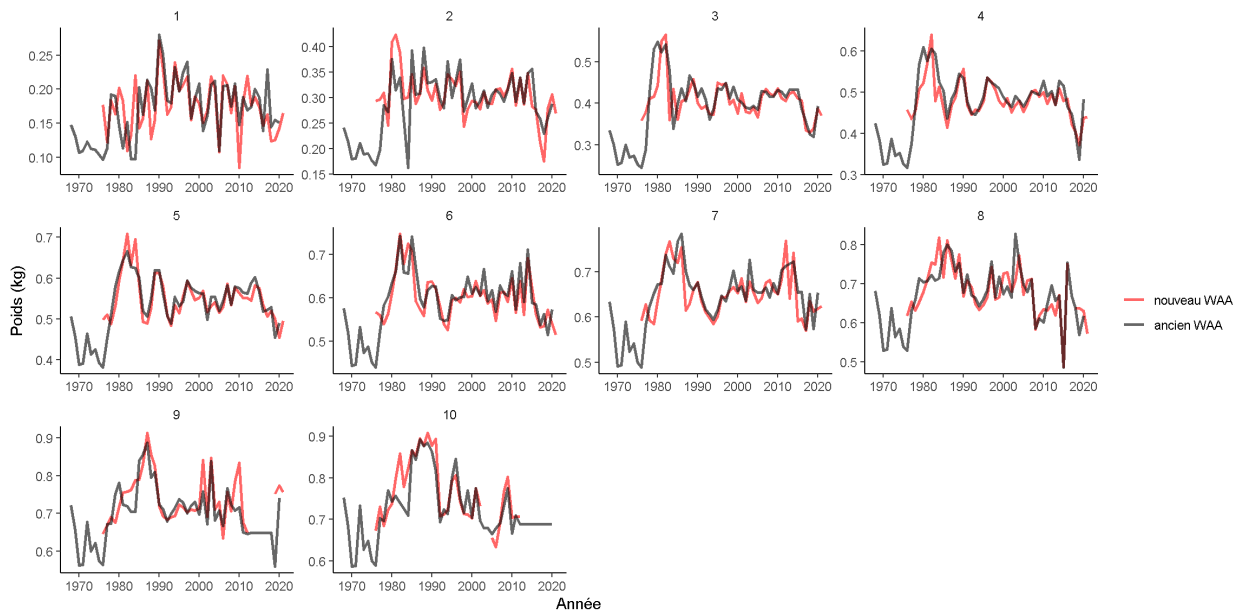 1 2 3 4
0.25 0.20 0.15 0.10
1970 1980 1990 2000 2010 2020
0.40 0.35 0.30 0.25 0.20 0.15
1970 1980 1990 2000 2010 2020
0.5 0.4 0.3
1970 1980 1990 2000 2010 2020
0.6 0.5 0.4 0.3
1970 1980 1990 2000 2010 2020
5 6 7 8
0.7 0.6 0.5 0.4
1970 1980 1990 2000 2010 2020
0.7 0.6 0.5
1970 1980 1990 2000 2010 2020
0.7 0.6 0.5
1970 1980 1990 2000 2010 2020
0.8 0.7 0.6 0.5
1970 1980 1990 2000 2010 2020
9 10
0.9 0.8 0.7 0.6
1970 1980 1990 2000 2010 2020
0.9 0.8 0.7 0.6
1970 1980 1990 2000 2010 2020
Poids (kg)
Année
nouveau WAA
ancien WAA